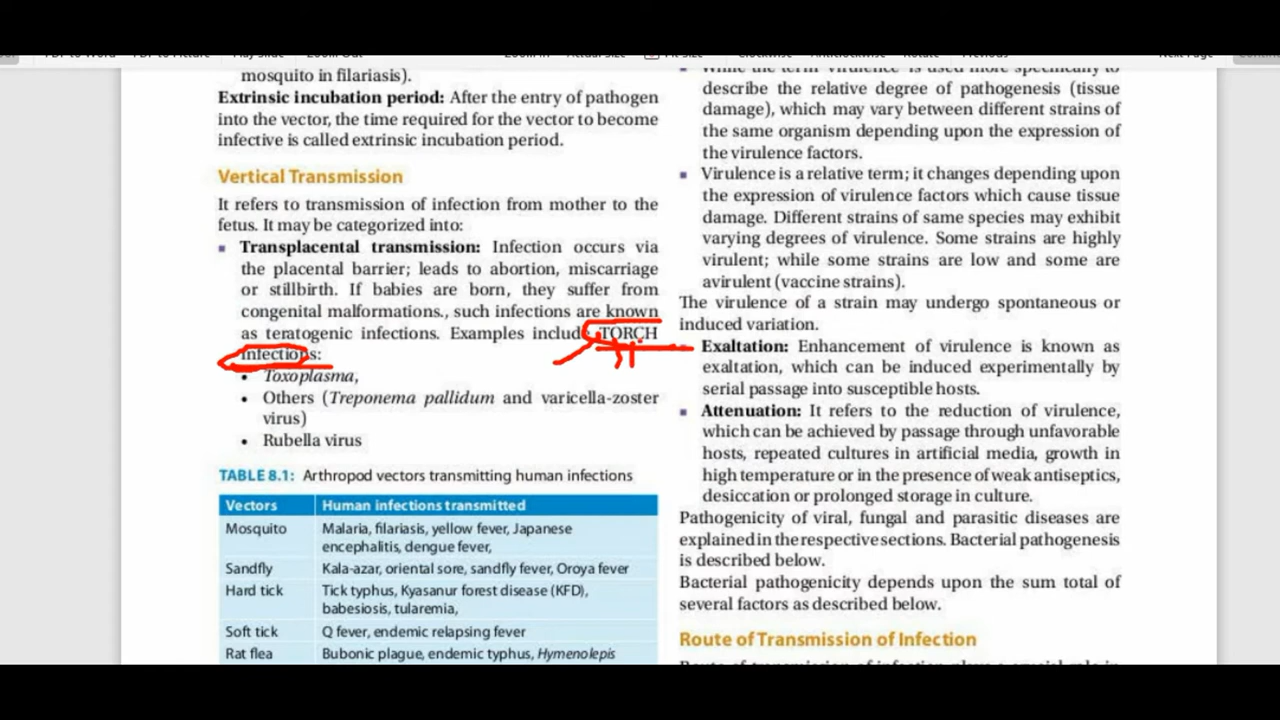 mosquito in filariasis).
Extrinsic incubation period: After the entry of pathogen
into the vector, the time required for the vector to become
infective is called extrinsic incubation period.
Vertical Transmission
It refers to transmission of infection from mother to the
fetus. It may be categorized into:
▪ Transplacental transmission: Infection occurs via
the placental barrier; leads to abortion, miscarriage
or stillbirth. If babies are born, they suffer from
congenital malformations., such infections are known
as teratogenic infections. Examples include TORCH
infections:
• Toxoplasma,
• Others (Treponema pallidum and varicella-zoster
virus)
• Rubella virus
TABLE 8.1: Arthropod vectors transmitting human infections
Vectors Human infections transmitted
Mosquito Malaria, filariasis, yellow fever, Japanese
encephalitis, dengue fever,
Sandfly Kala-azar, oriental sore, sandfly fever, Oroya fever
Hard tick Tick typhus, Kyasanur forest disease (KFD),
babesiosis, tularemia,
Soft tick Q fever, endemic relapsing fever
Rat flea Bubonic plague, endemic typhus, Hymenolepis
▪ While the term virulence is used more specifically to
describe the relative degree of pathogenesis (tissue
damage), which may vary between different strains of
the same organism depending upon the expression of
the virulence factors.
▪ Virulence is a relative term; it changes depending upon
the expression of virulence factors which cause tissue
damage. Different strains of same species may exhibit
varying degrees of virulence. Some strains are highly
virulent; while some strains are low and some are
avirulent (vaccine strains).
The virulence of a strain may undergo spontaneous or
induced variation.
Exaltation: Enhancement of virulence is known as
exaltation, which can be induced experimentally by
serial passage into susceptible hosts.
▪ Attenuation: It refers to the reduction of virulence,
which can be achieved by passage through unfavorable
hosts, repeated cultures in artificial media, growth in
high temperature or in the presence of weak antiseptics,
desiccation or prolonged storage in culture.
Pathogenicity of viral, fungal and parasitic diseases are
explained in the respective sections. Bacterial pathogenesis
is described below.
Bacterial pathogenicity depends upon the sum total of
several factors as described below.
Route of Transmission of Infection